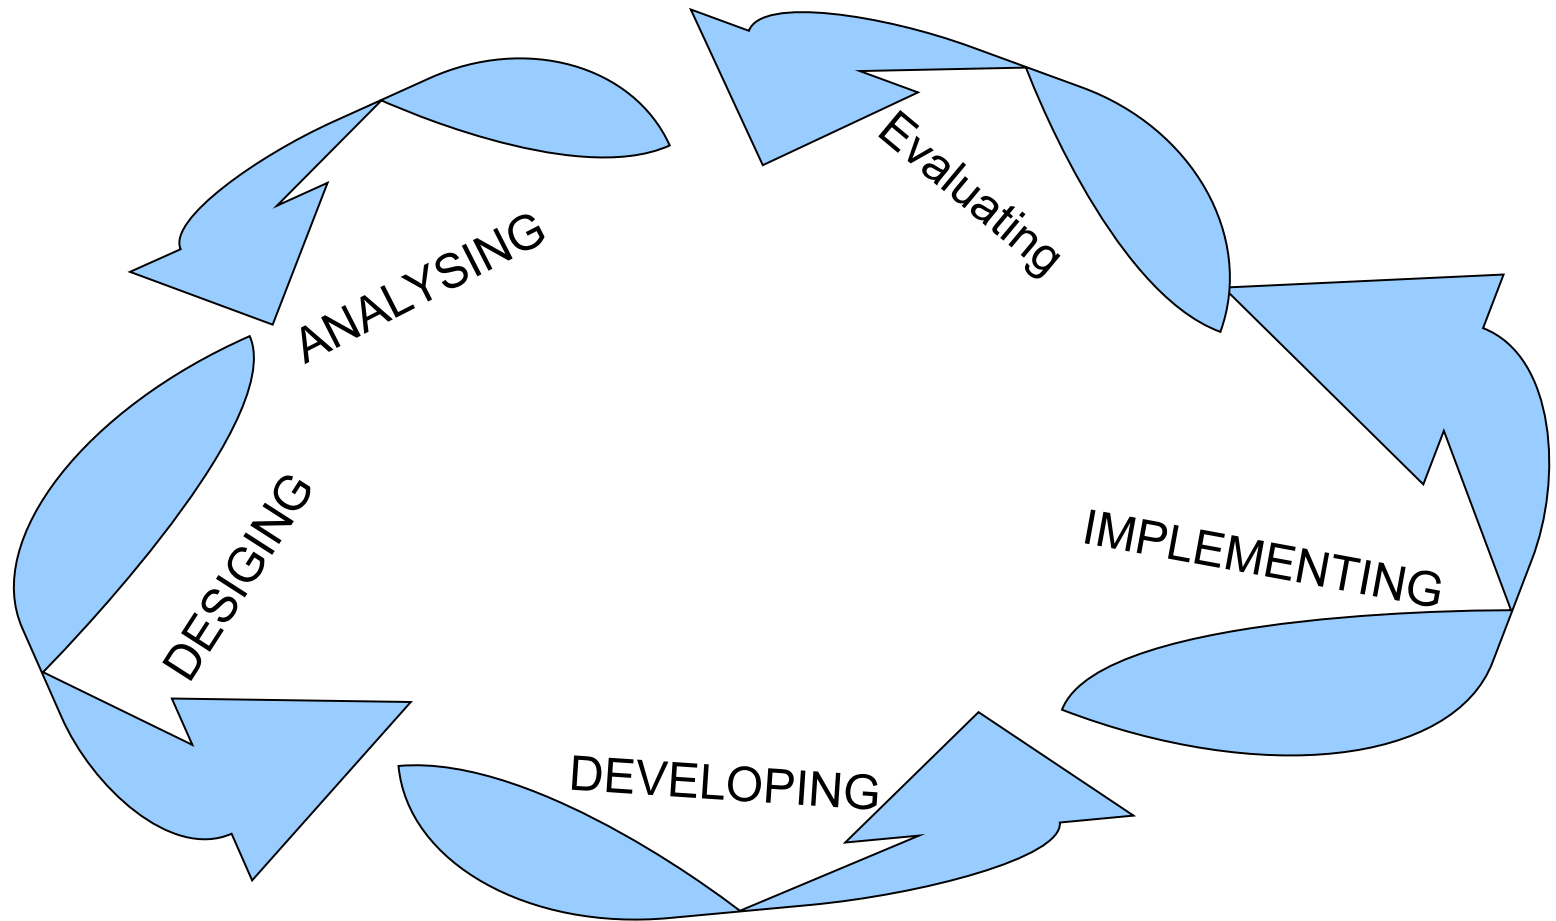 ANALYSING
DESIGING
DEVELOPING
IMPLEMENTING
Evaluating